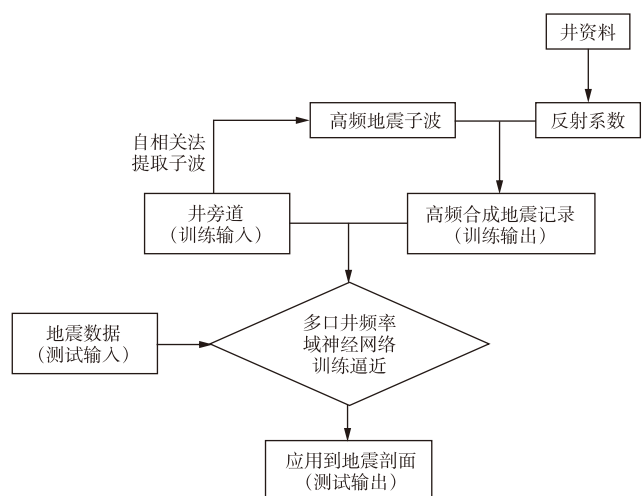 井资料
高频地震子波
反射系数
自相关法
提取子波
井旁道
（训练输入）
高频合成地震记录
（训练输出）
多口井频率
域神经网络
训练逼近
地震数据
（测试输入）
应用到地震剖面
（测试输出）